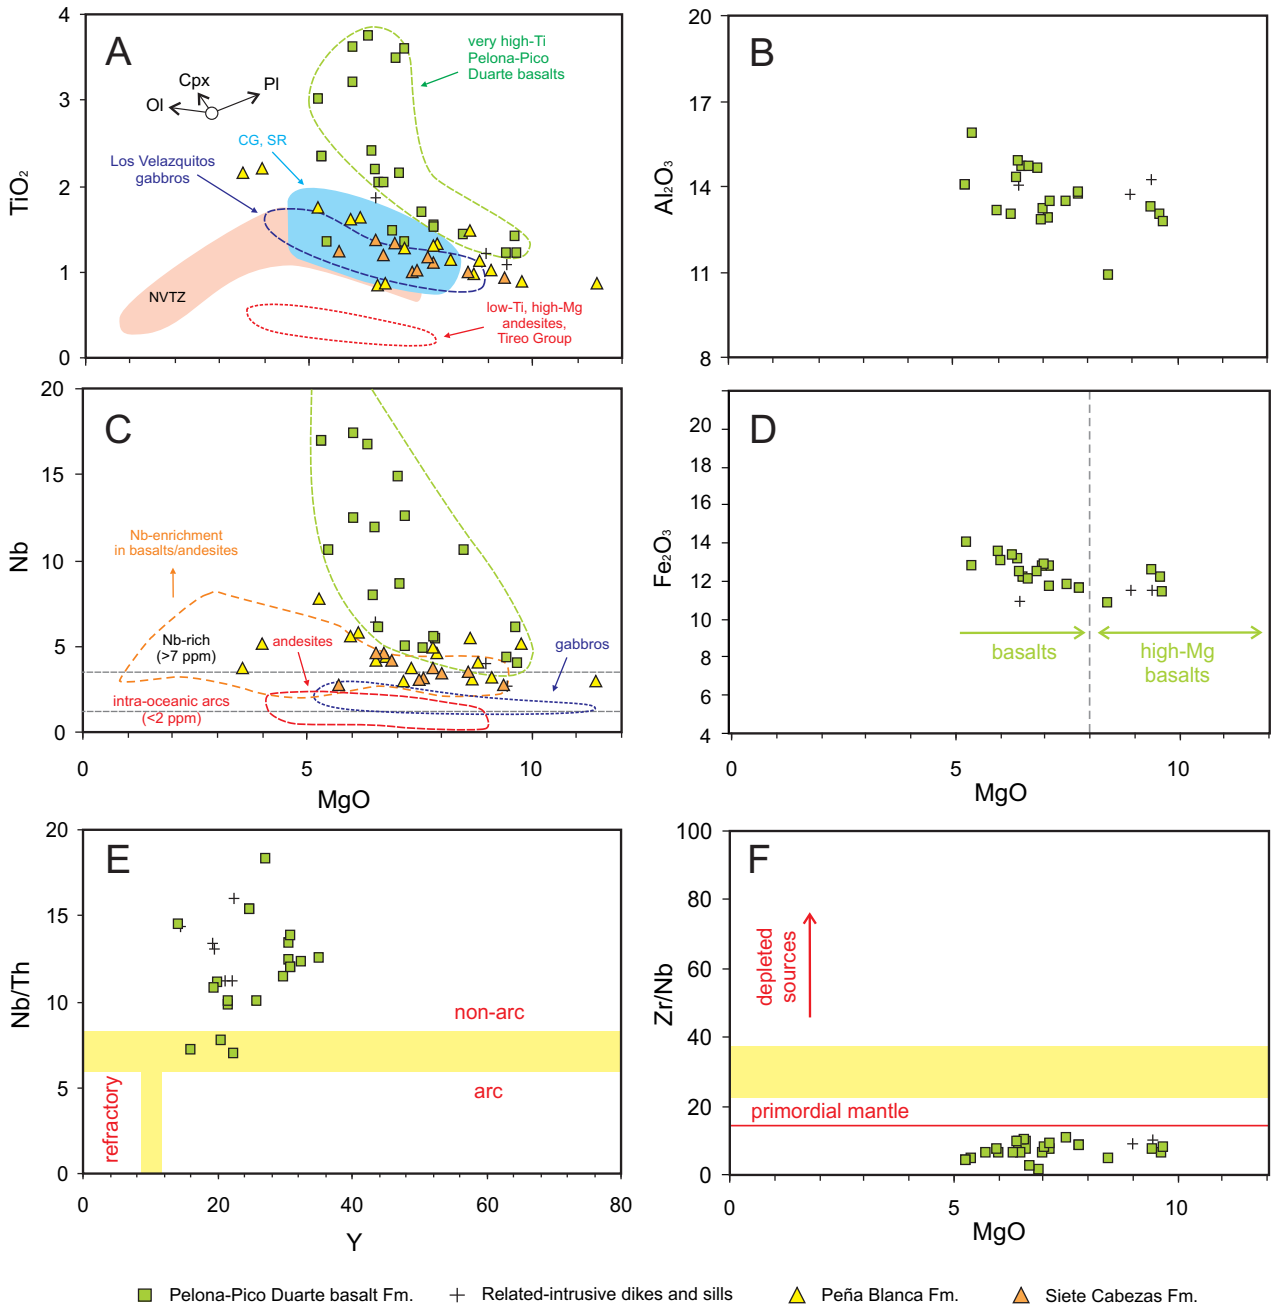 A
TiO2
4
3
2
1
0
Ol
Cpx
Pl
very high-Ti
Pelona-Pico
Duarte basalts
CG, SR
Los Velazquitos
gabbros
NVTZ
low-Ti, high-Mg
andesites,
Tireo Group
B
Al2O3
20
17
14
11
8
C
Nb
20
15
10
5
0
Nb-enrichment
in basalts/andesites
Nb-rich
(>7 ppm)
andesites
gabbros
intra-oceanic arcs
(<2 ppm)
0
5
10
MgO
D
Fe2O3
22
20
18
16
14
12
10
8
6
4
basalts
high-Mg
basalts
0
5
10
MgO
E
Nb/Th
20
15
10
5
0
non-arc
arc
refractory
0
20
40
60
80
Y
F
Zr/Nb
100
80
60
40
20
0
depleted
sources
primordial mantle
0
5
10
MgO
Pelona-Pico Duarte basalt Fm.
Related-intrusive dikes and sills
Peña Blanca Fm.
Siete Cabezas Fm.